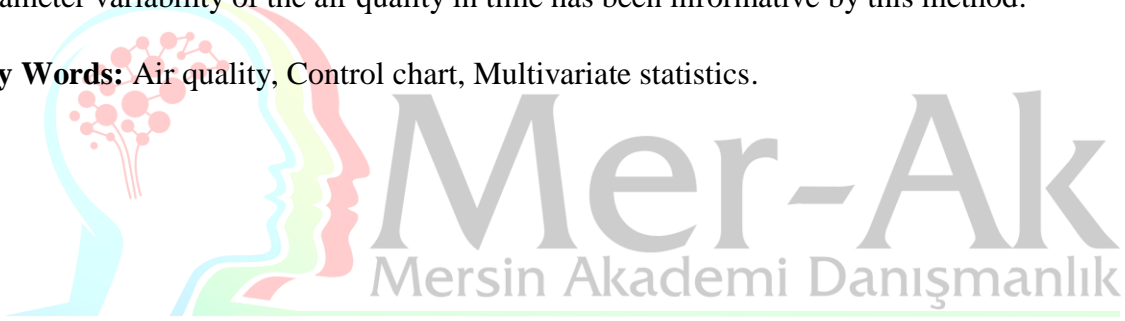 ameter variability of the air quality in time has been informative by this method.
y Words: Air quality, Control chart, Multivariate statistics.
Mer-Ak
Mersin Akademi Danışmanlık